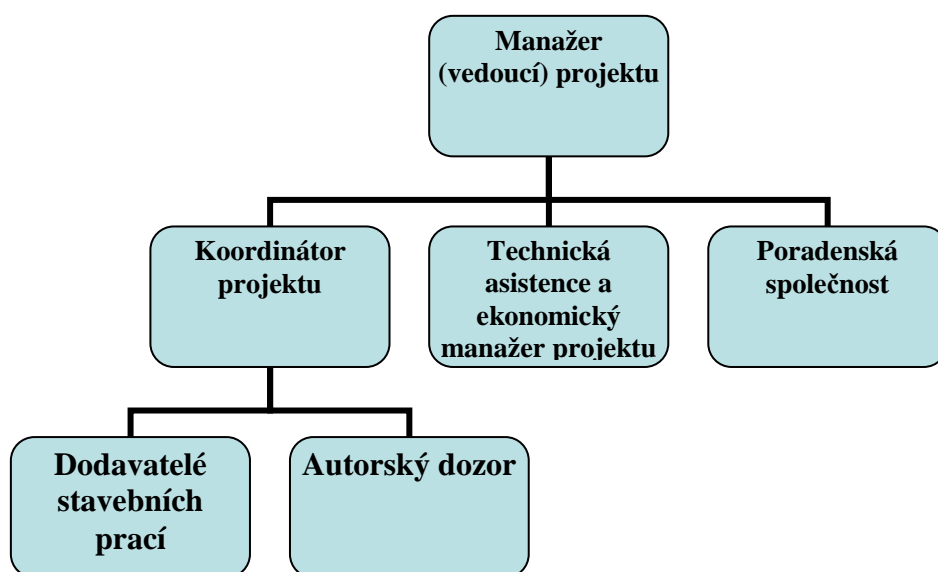 Manažer
(vedoucí) projektu
Koordinátor
projektu
Technická
asistence a
ekonomický
manažer projektu
Poradenská
společnost
Dodavatelé
stavebních
prací
Autorský dozor